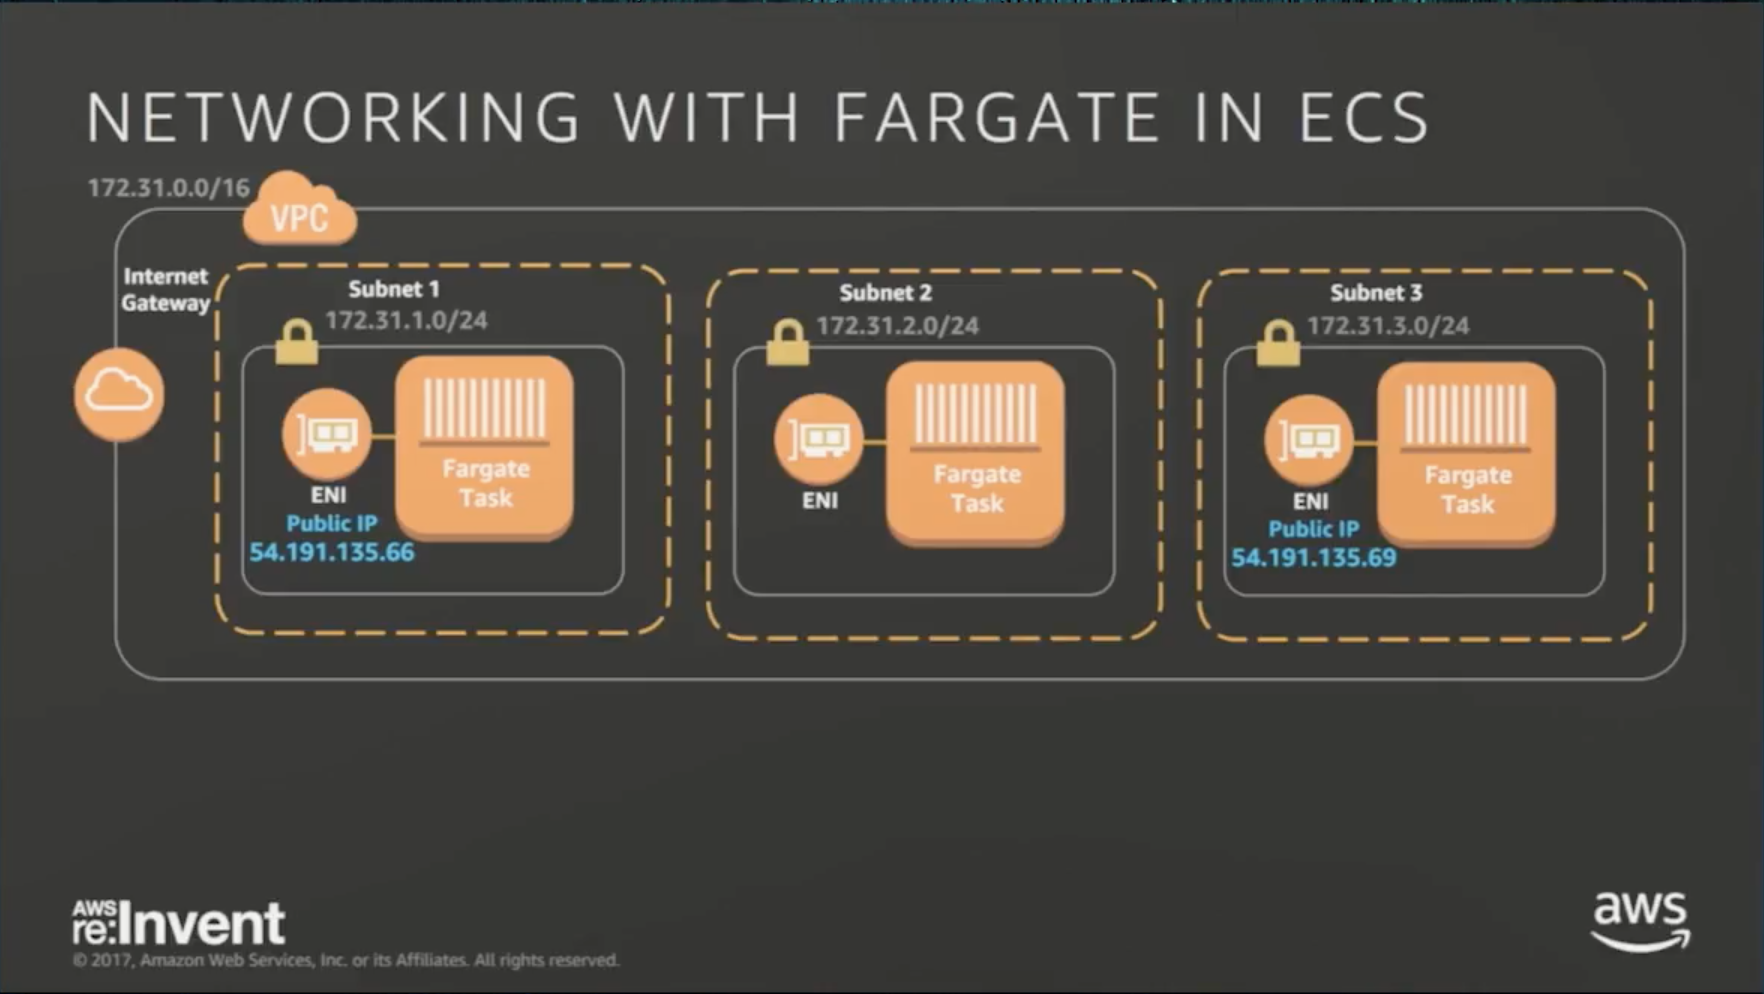 NETWORKING WITH FARGATE IN ECS
172.31.0.0/16
VPC
Internet
Gateway
Subnet 1
172.31.1.0/24
Fargate
Task
ENI
Public IP
54.191.135.66
Subnet 2
172.31.2.0/24
Fargate
Task
ENI
Subnet 3
172.31.3.0/24
Fargate
Task
ENI
Public IP
54.191.135.69
AWS
re:Invent
© 2017, Amazon Web Services, Inc. or its Affiliates. All rights reserved.
aws